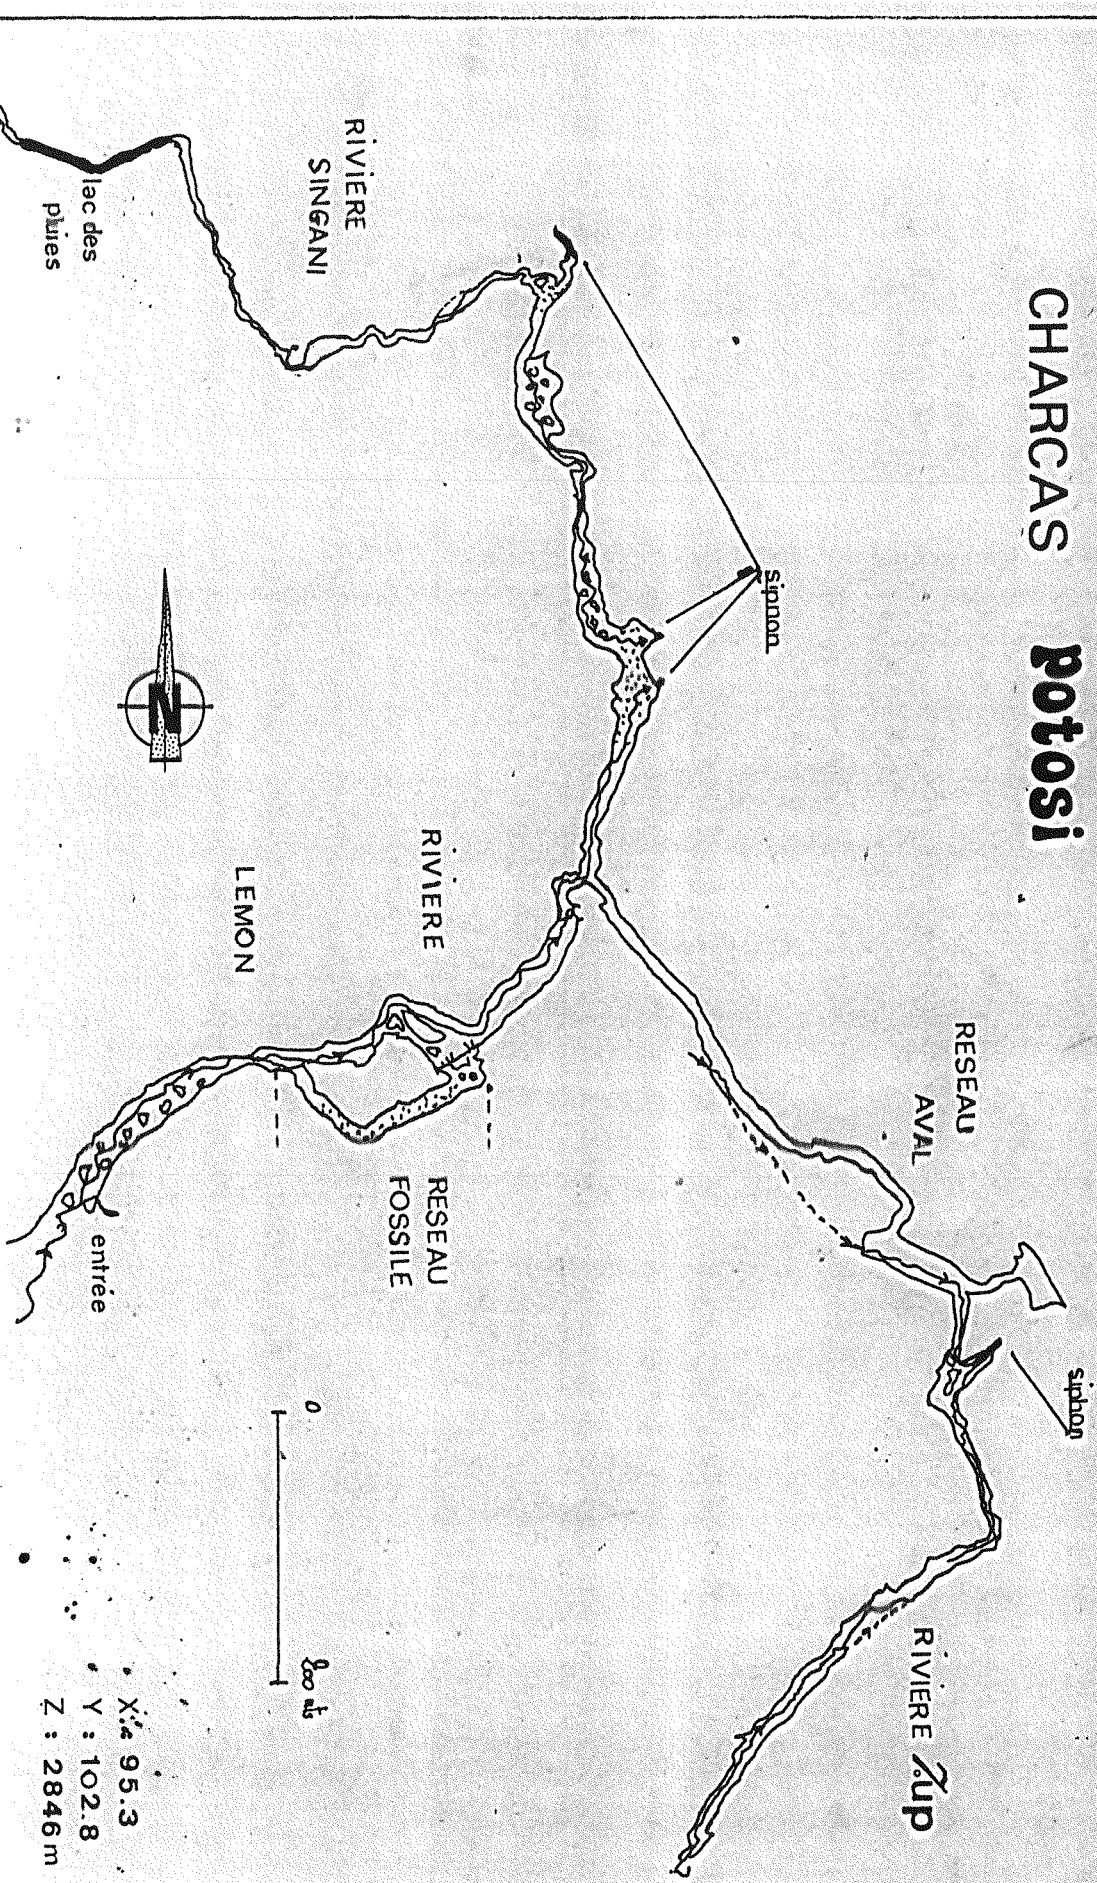 CHARCAS potosi
siphon
RESEAU
AVAL
RIVIERE 7up
siphon
RIVIERE
SINGANI
RIVIERE
LEMON
RESEAU
FOSSILE
0
lac des
pluies
entrée
N
X : 95.3
Y : 102.8
Z : 2846 m